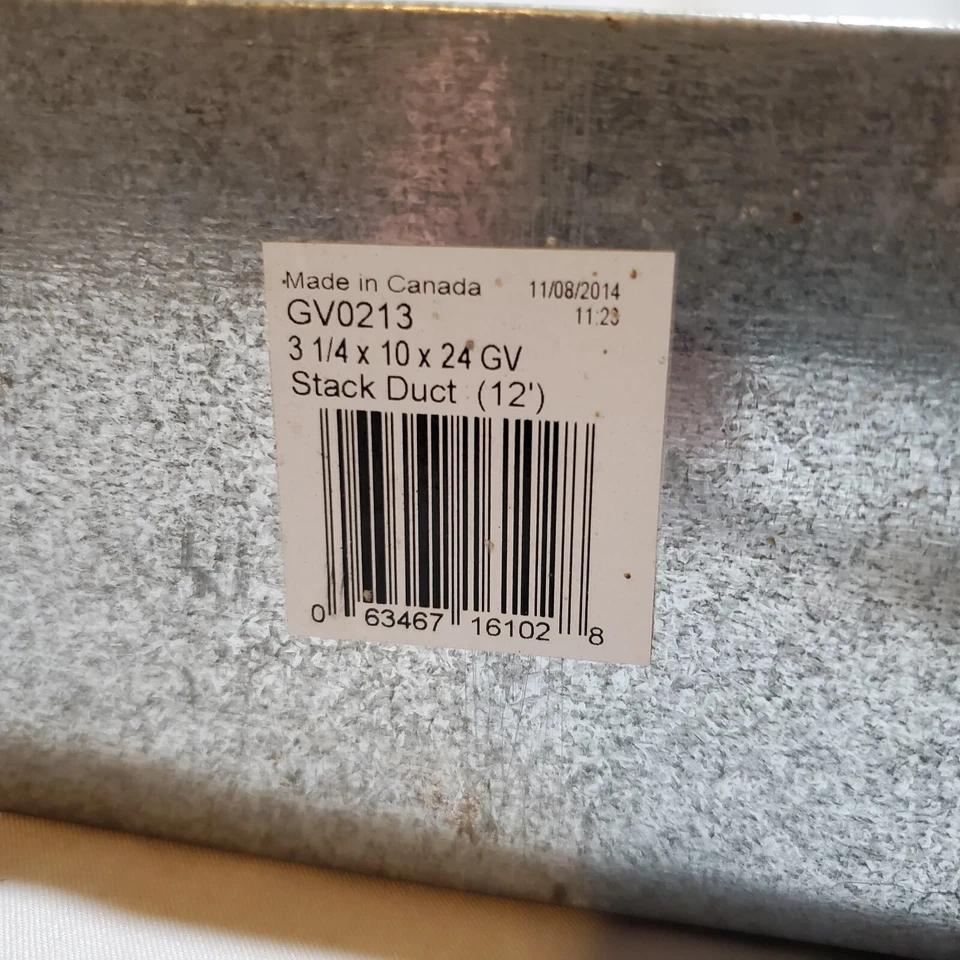 Made in Canada 11/08/2014
GV0213 11:23
3 1/4 x 10 x 24 GV
Stack Duct (12')
0 63467 16102 8